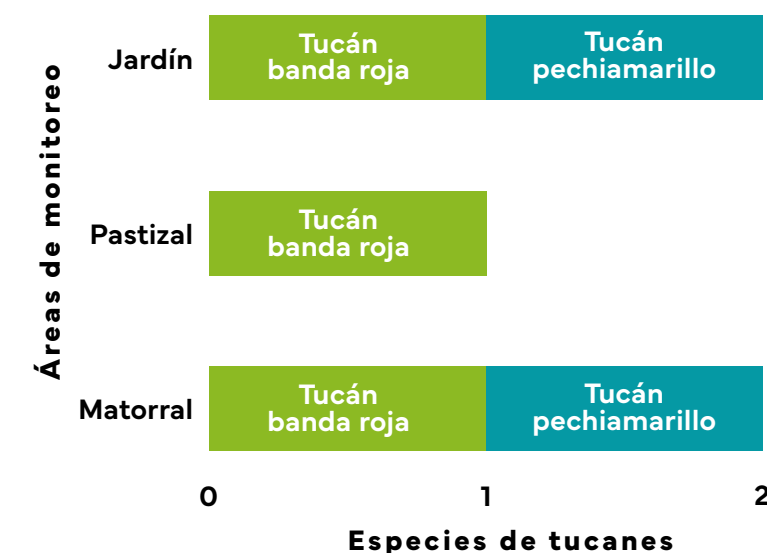 Áreas de monitoreo
Jardín
Tucán
banda roja
Tucán
pechiamarillo
Pastizal
Tucán
banda roja
Matorral
Tucán
banda roja
Tucán
pechiamarillo
0 1 2
Especies de tucanes